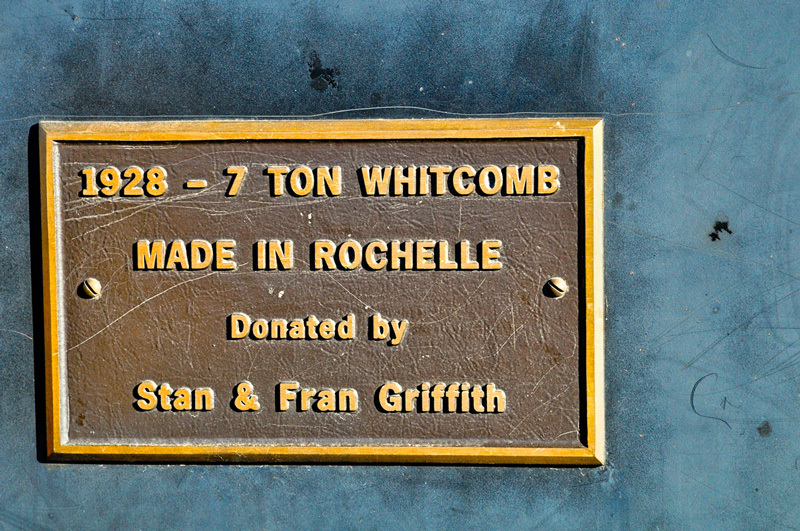 1928 – 7 TON WHITCOMB
MADE IN ROCHELLE
Donated by
Stan & Fran Griffith